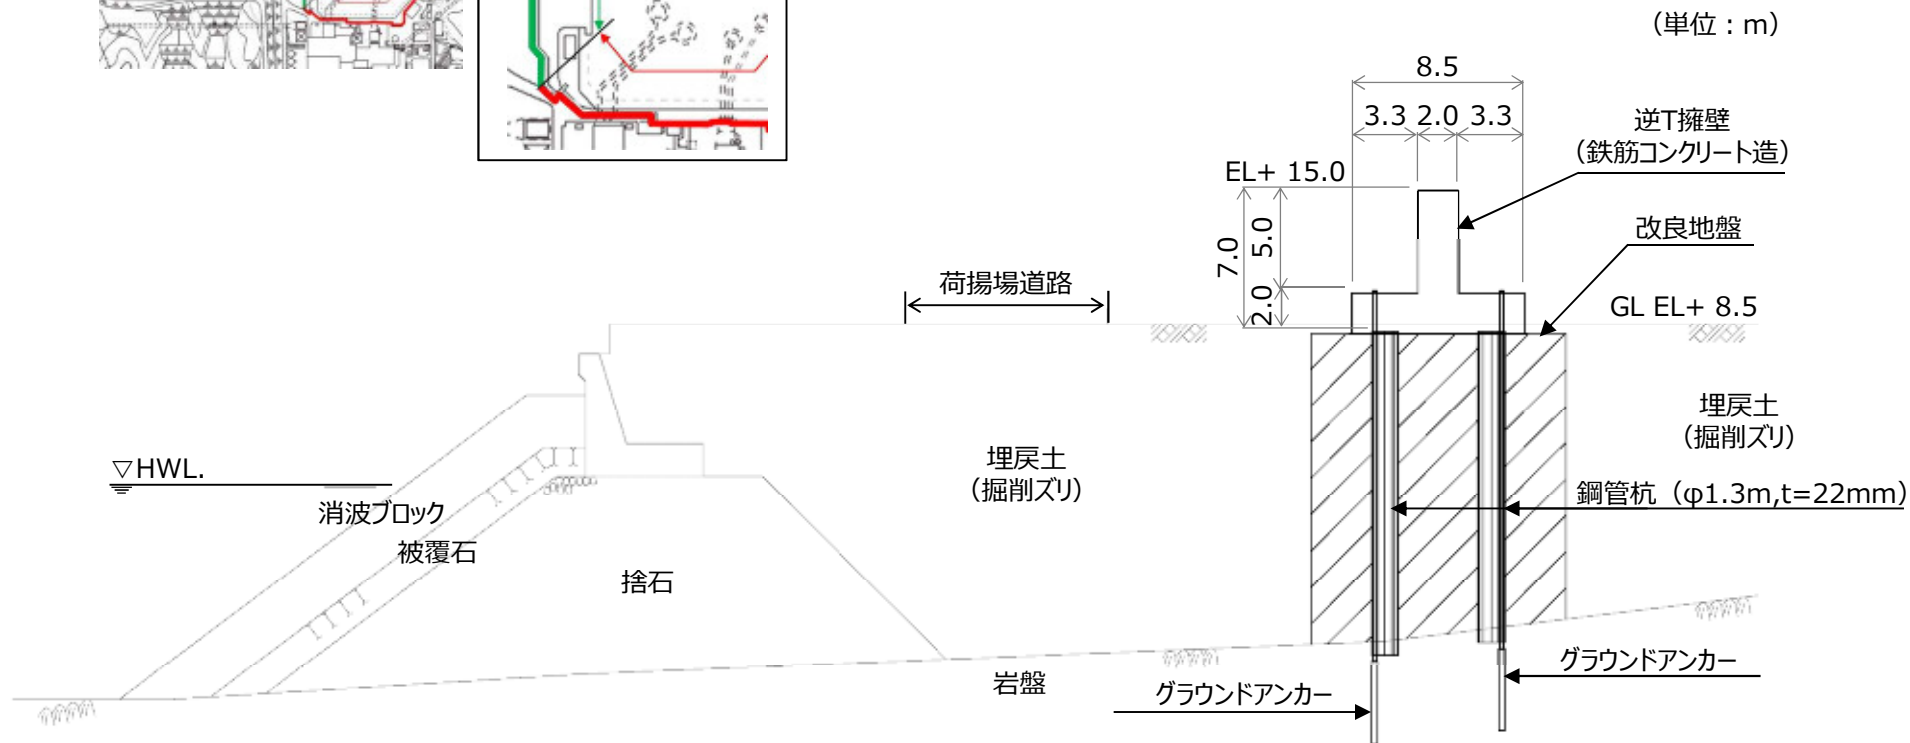 （単位：m）
8.5
3.3 2.0 3.3
逆T擁壁
（鉄筋コンクリート造）
EL+ 15.0
改良地盤
7.0
5.0
2.0
荷揚場道路
GL EL+ 8.5
埋戻土
（掘削ズリ）
埋戻土
（掘削ズリ）
▽HWL.
鋼管杭（φ1.3m,t=22mm）
消波ブロック
被覆石
捨石
岩盤
グラウンドアンカー
グラウンドアンカー